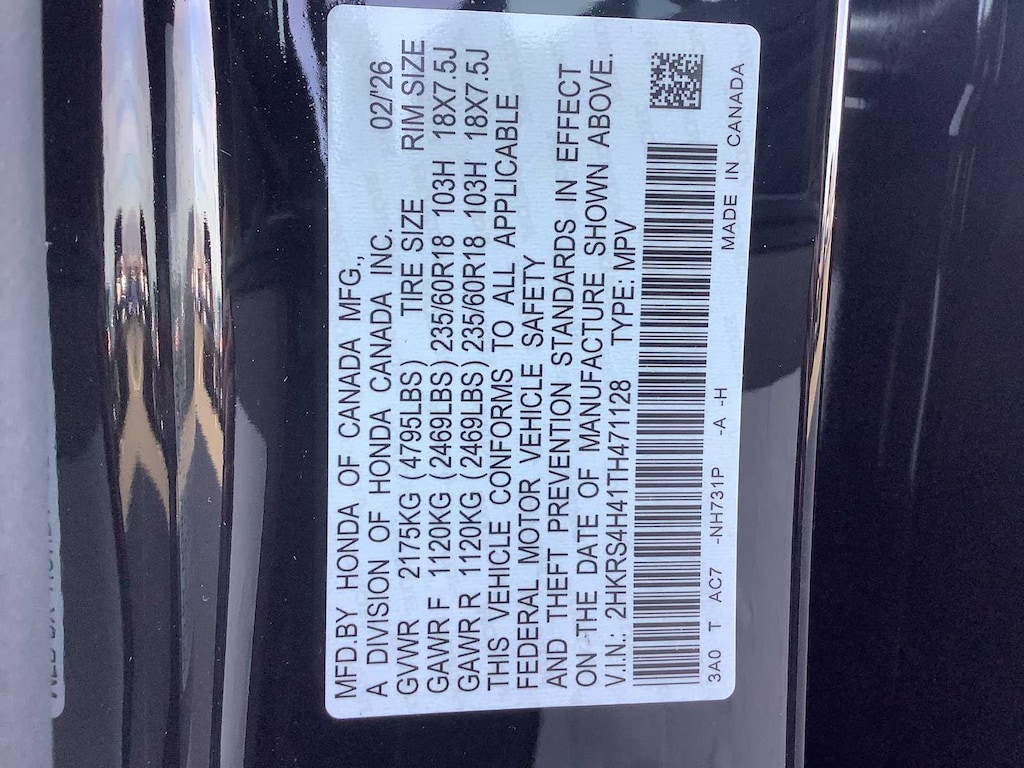 MFD.BY HONDA OF CANADA MFG.,
A DIVISION OF HONDA CANADA INC. 02/'26
GVWR 2175KG (4795LBS) TIRE SIZE RIM SIZE
GAWR F 1120KG (2469LBS) 235/60R18 103H 18X7.5J
GAWR R 1120KG (2469LBS) 235/60R18 103H 18X7.5J
THIS VEHICLE CONFORMS TO ALL APPLICABLE
FEDERAL MOTOR VEHICLE SAFETY
AND THEFT PREVENTION STANDARDS IN EFFECT
ON THE DATE OF MANUFACTURE SHOWN ABOVE.
V.I.N.: 2HKRS4H41TH471128 TYPE: MPV
3A0 T AC7 -NH731P -A -H MADE IN CANADA